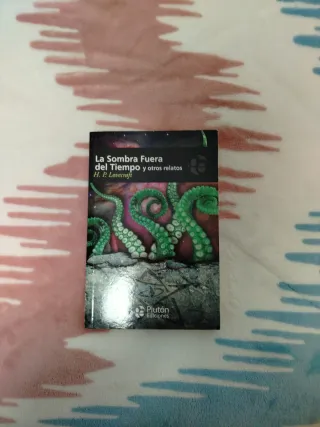 La Sombra Fuera
del Tiempo y otros relatos
H. P. Lovecraft
Plutón
Ediciones